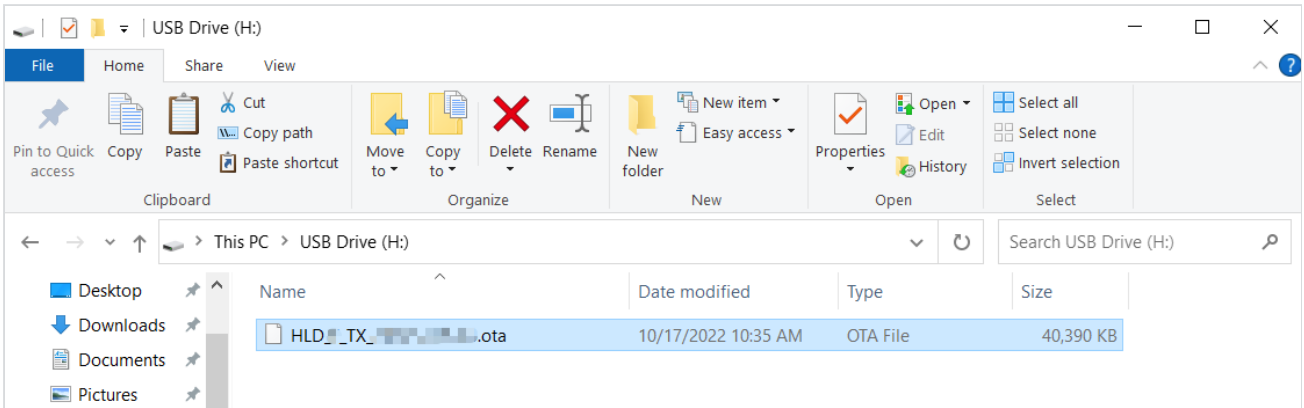 USB Drive (H:)
File Home Share View
Pin to Quick access
Copy
Paste
Cut
Copy path
Paste shortcut
Clipboard
Move to
Copy to
Delete
Rename
Organize
New folder
New item
Easy access
New
Properties
Open
Edit
History
Open
Select all
Select none
Invert selection
Select
This PC > USB Drive (H:)
Search USB Drive (H:)
Desktop
Downloads
Documents
Pictures
Name Date modified Type Size
HLD_ _TX_ .ota 10/17/2022 10:35 AM OTA File 40,390 KB